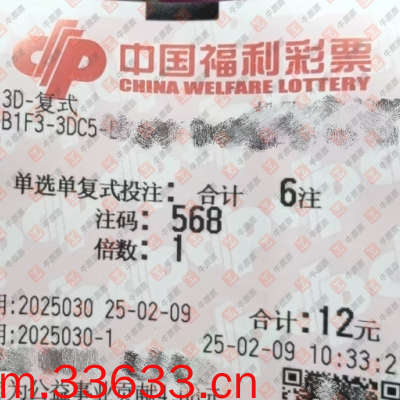 中国福利彩票
CHINA WELFARE LOTTERY
3D-复式
B1F3-3DC5-
单选单复式投注: 合计 6注
注码: 568
倍数: 1
期:2025030 25-02-09 合计:12元
期:2025030-1 25-02-09 10:33:2
m.33633.cn